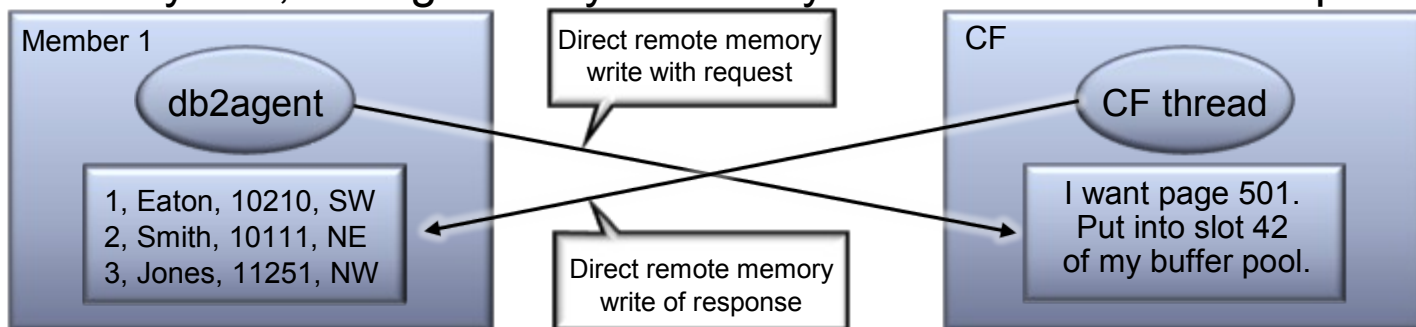 Member 1
db2agent
1, Eaton, 10210, SW
2, Smith, 10111, NE
3, Jones, 11251, NW
Direct remote memory
write with request
Direct remote memory
write of response
CF
CF thread
I want page 501.
Put into slot 42
of my buffer pool.